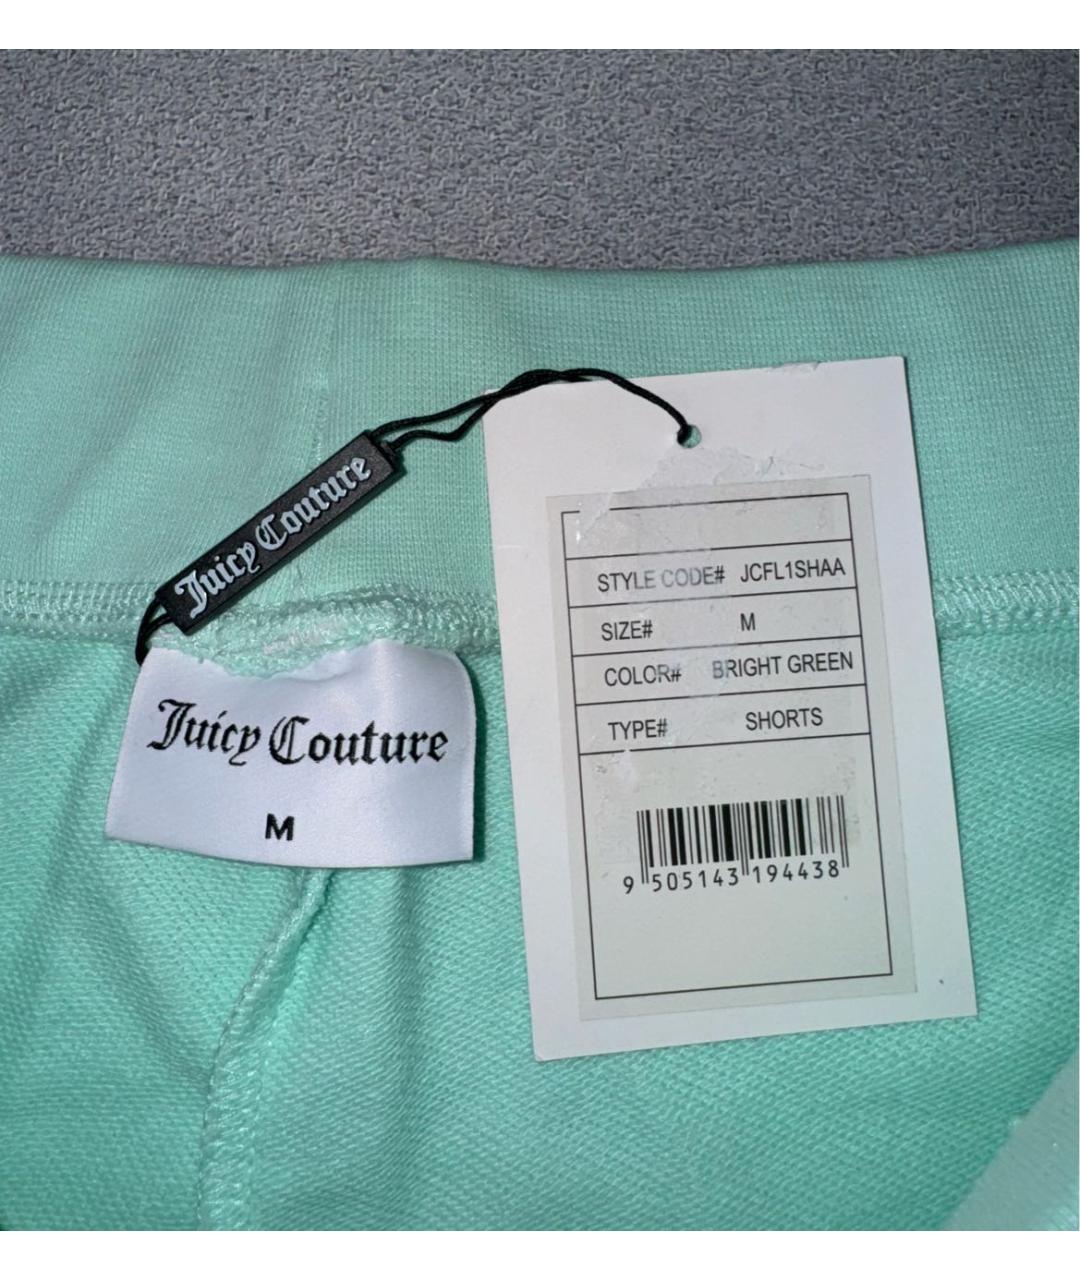 Juicy Couture
Juicy Couture
M
STYLE CODE# JCFL1SHAA
SIZE# M
COLOR# BRIGHT GREEN
TYPE# SHORTS
9 505143 194438